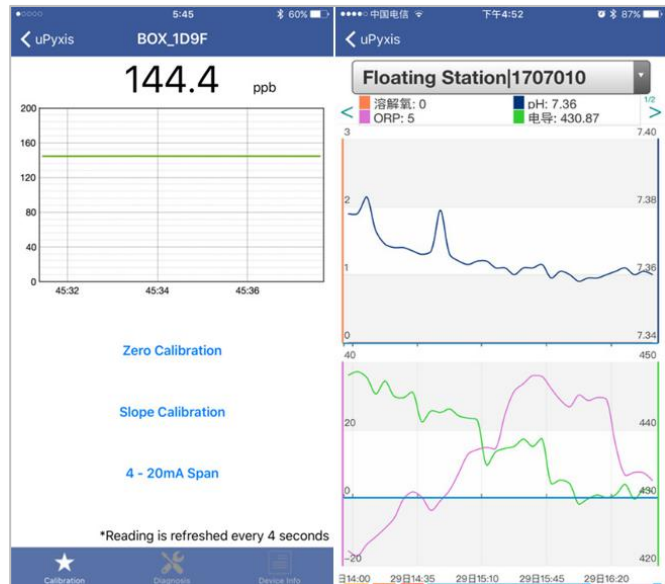 5:45
60%
uPyxis
BOX_1D9F
144.4 ppb
200
160
120
80
40
0
45:32 45:34 45:36
Zero Calibration
Slope Calibration
4 - 20mA Span
*Reading is refreshed every 4 seconds
Calibration Diagnosis Device Info
中国电信
下午4:52
87%
uPyxis
Floating Station|1707010
溶解氧: 0 pH: 7.36 1/2
ORP: 5 电导: 430.87
3 7.40
2 7.38
1 7.36
0 7.34
40 450
20 440
0
-20 420
日14:00 29日14:35 29日15:10 29日15:45 29日16:20